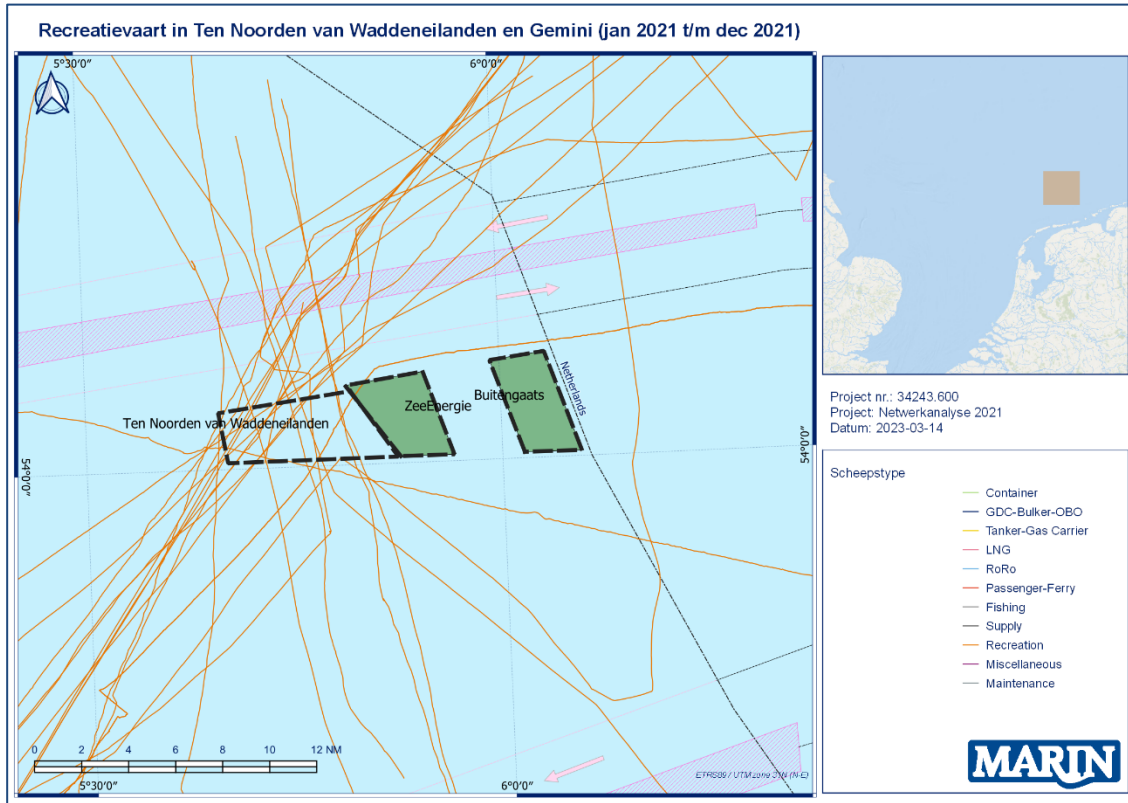 Recreatievaart in Ten Noorden van Waddeneilanden en Gemini (jan 2021 t/m dec 2021)
5°30'0"
6°0'0"
Netherlands
Buitengaats
ZeeEnergie
Ten Noorden van Waddeneilanden
54°0'0"
54°0'0"
0 2 4 6 8 10 12 NM
ETRS89 / UTM zone 31N (N-E)
5°30'0"
6°0'0"
Project nr.: 34243.600
Project: Netwerkanalyse 2021
Datum: 2023-03-14
Scheepstype
Container
GDC-Bulker-OBO
Tanker-Gas Carrier
LNG
RoRo
Passenger-Ferry
Fishing
Supply
Recreation
Miscellaneous
Maintenance
MARIN